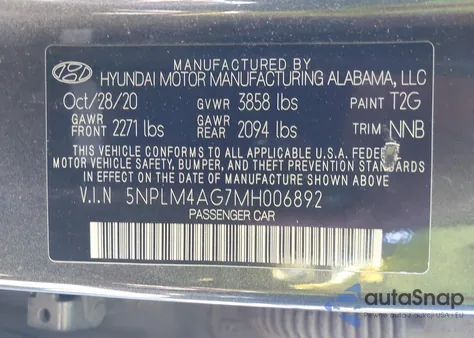 MANUFACTURED BY
HYUNDAI MOTOR MANUFACTURING ALABAMA, LLC
Oct/28/20 GVWR 3858 lbs PAINT T2G
GAWR FRONT 2271 lbs GAWR REAR 2094 lbs TRIM NNB
THIS VEHICLE CONFORMS TO ALL APPLICABLE U.S.A. FEDERAL
MOTOR VEHICLE SAFETY, BUMPER, AND THEFT PREVENTION STANDARDS
IN EFFECT ON THE DATE OF MANUFACTURE SHOWN ABOVE
V.I.N 5NPLM4AG7MH006892
PASSENGER CAR
autoSnap